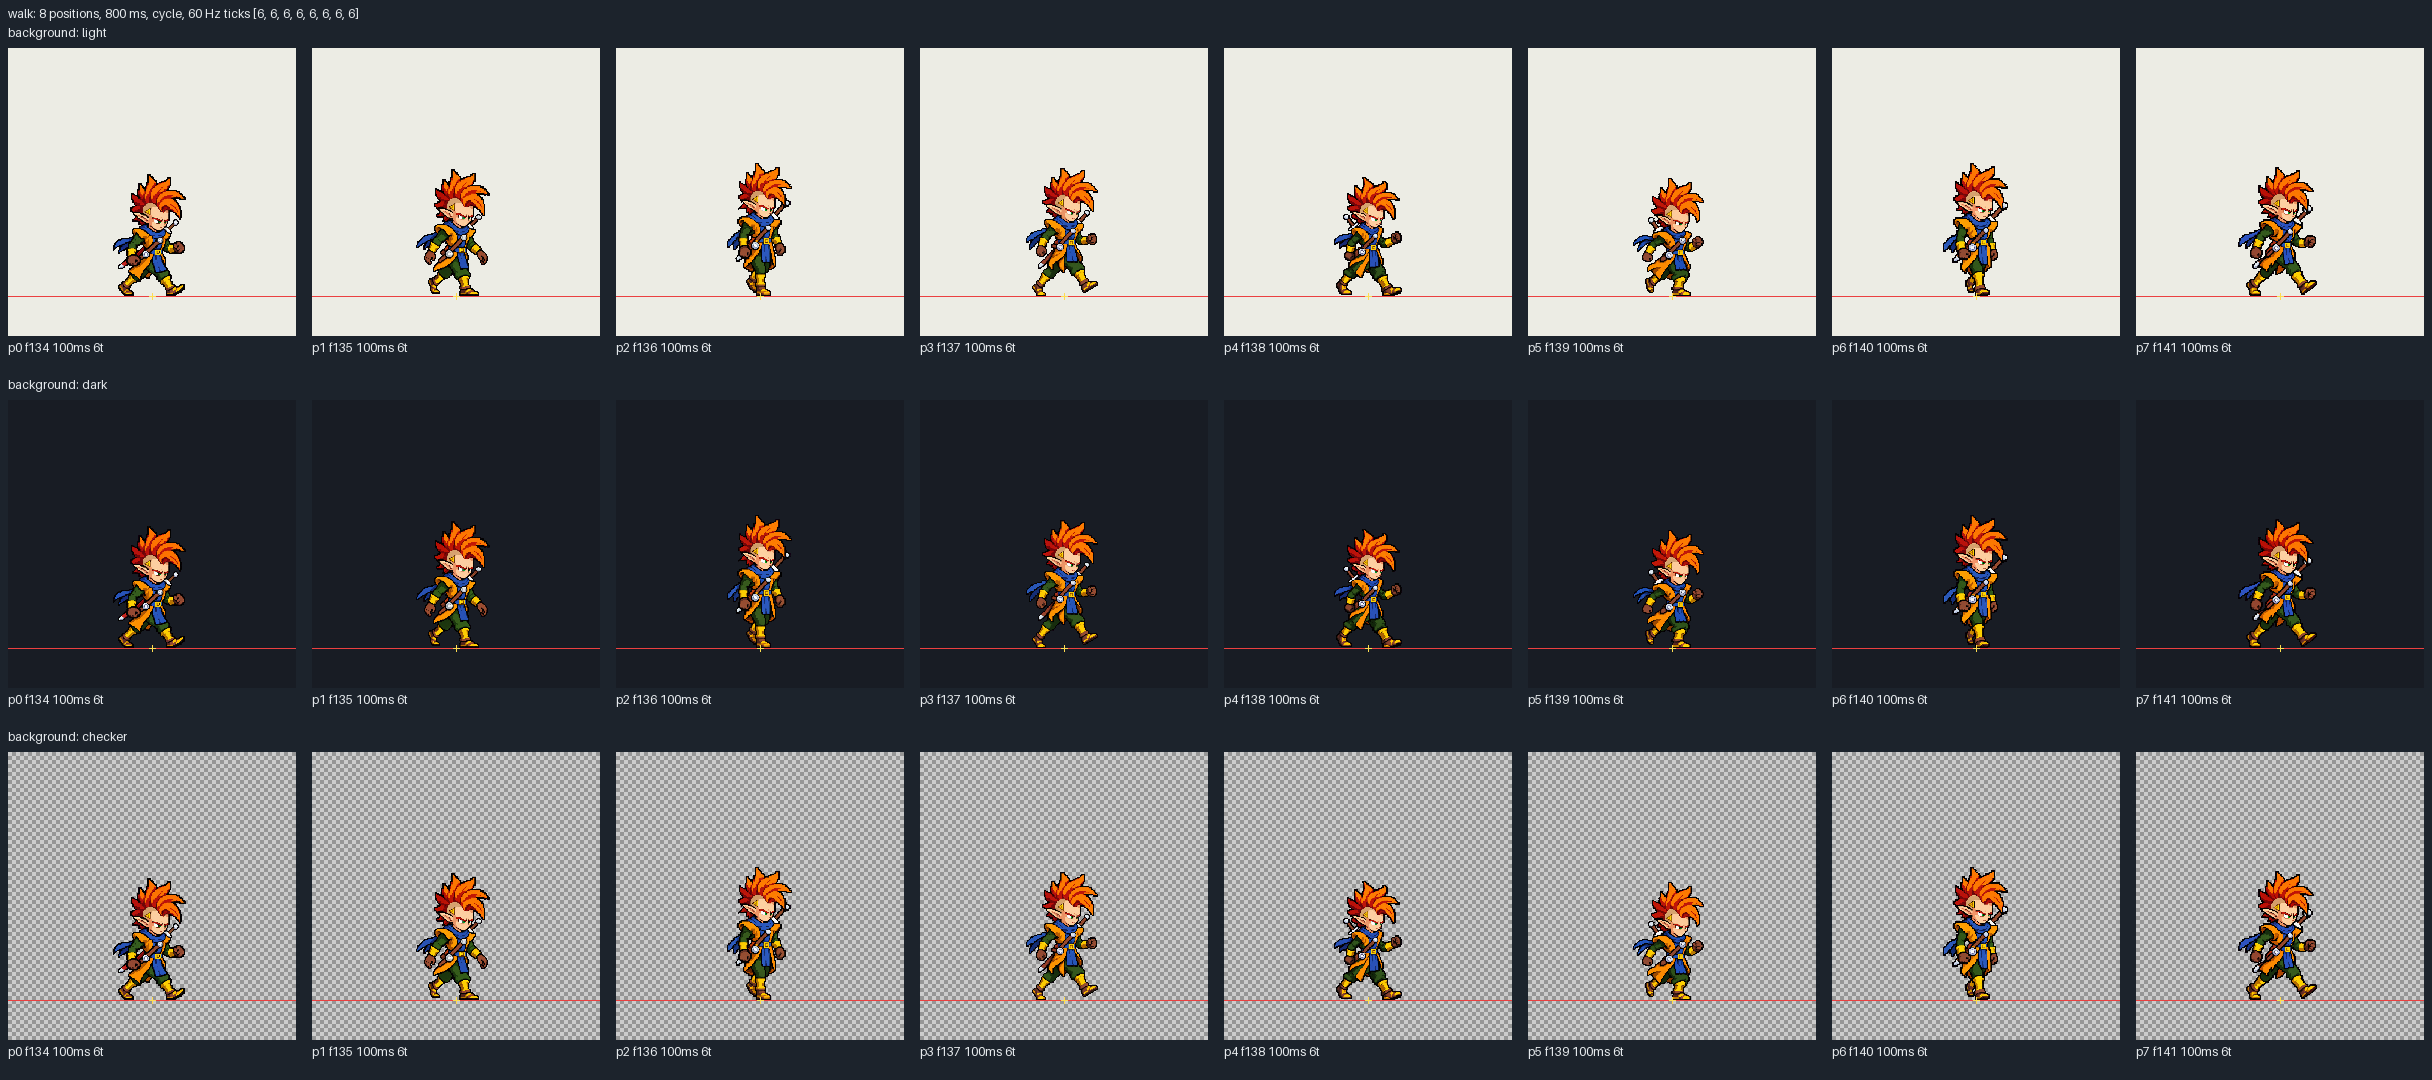 walk: 8 positions, 800 ms, cycle, 60 Hz ticks [6, 6, 6, 6, 6, 6, 6, 6]
background: light
p0 f134 100ms 6t
p1 f135 100ms 6t
p2 f136 100ms 6t
p3 f137 100ms 6t
p4 f138 100ms 6t
p5 f139 100ms 6t
p6 f140 100ms 6t
p7 f141 100ms 6t
background: dark
p0 f134 100ms 6t
p1 f135 100ms 6t
p2 f136 100ms 6t
p3 f137 100ms 6t
p4 f138 100ms 6t
p5 f139 100ms 6t
p6 f140 100ms 6t
p7 f141 100ms 6t
background: checker
p0 f134 100ms 6t
p1 f135 100ms 6t
p2 f136 100ms 6t
p3 f137 100ms 6t
p4 f138 100ms 6t
p5 f139 100ms 6t
p6 f140 100ms 6t
p7 f141 100ms 6t